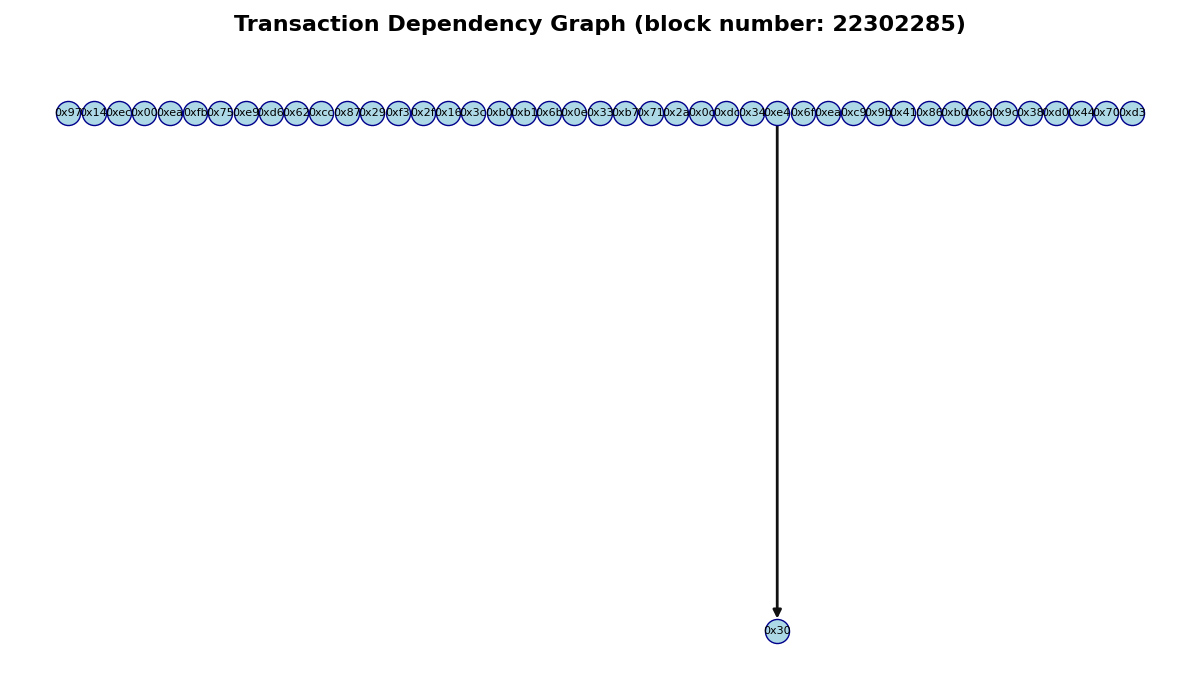 Transaction Dependency Graph (block number: 22302285)
0x97 0x14 0xec 0x00 0xea 0xfb 0x75 0xe9 0xd6 0x62 0xcc 0x87 0x29 0xf3 0x2f 0x16 0x3c 0xb0 0xb1 0x6b 0x0e 0x33 0xb7 0x71 0x2a 0x0c 0xdc 0x34 0xe4 0x6f 0xea 0xc9 0x9b 0x41 0x86 0xb0 0x6d 0x9c 0x38 0xd0 0x44 0x70 0xd3
0x30